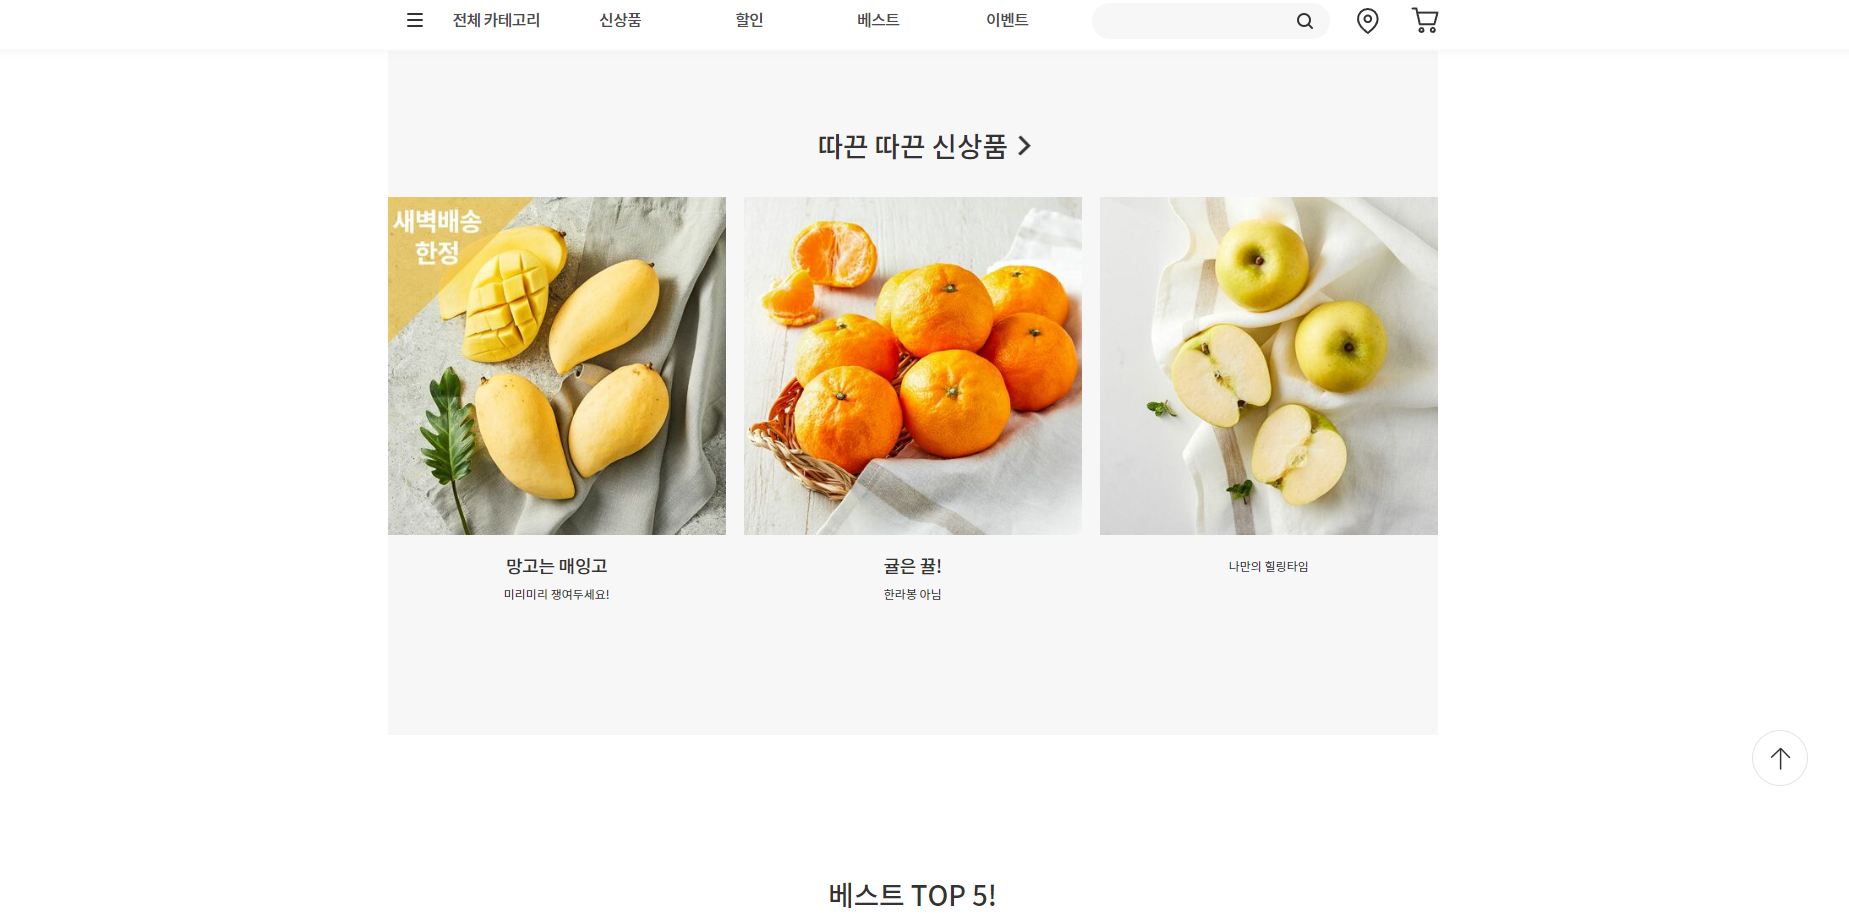 전체 카테고리 신상품 할인 베스트 이벤트
따끈 따끈 신상품
새벽배송
한정
망고는 매잉고
미리미리 쟁여두세요!
귤은 꿀!
한라봉 아님
나만의 힐링타임
베스트 TOP 5!